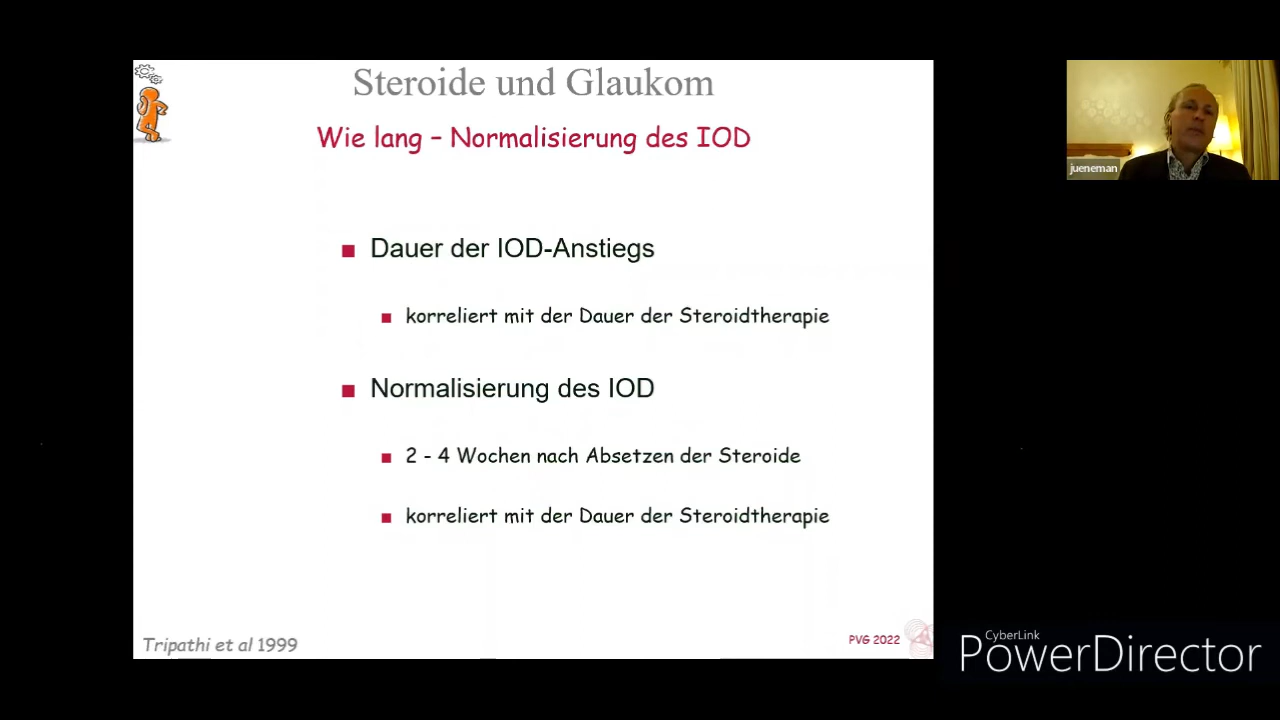 Steroide und Glaukom
Wie lang – Normalisierung des IOD
Dauer der IOD-Anstiegs
korreliert mit der Dauer der Steroidtherapie
Normalisierung des IOD
2 - 4 Wochen nach Absetzen der Steroide
korreliert mit der Dauer der Steroidtherapie
Tripathi et al 1999
PVG 2022
jueneman
CyberLink
PowerDirector